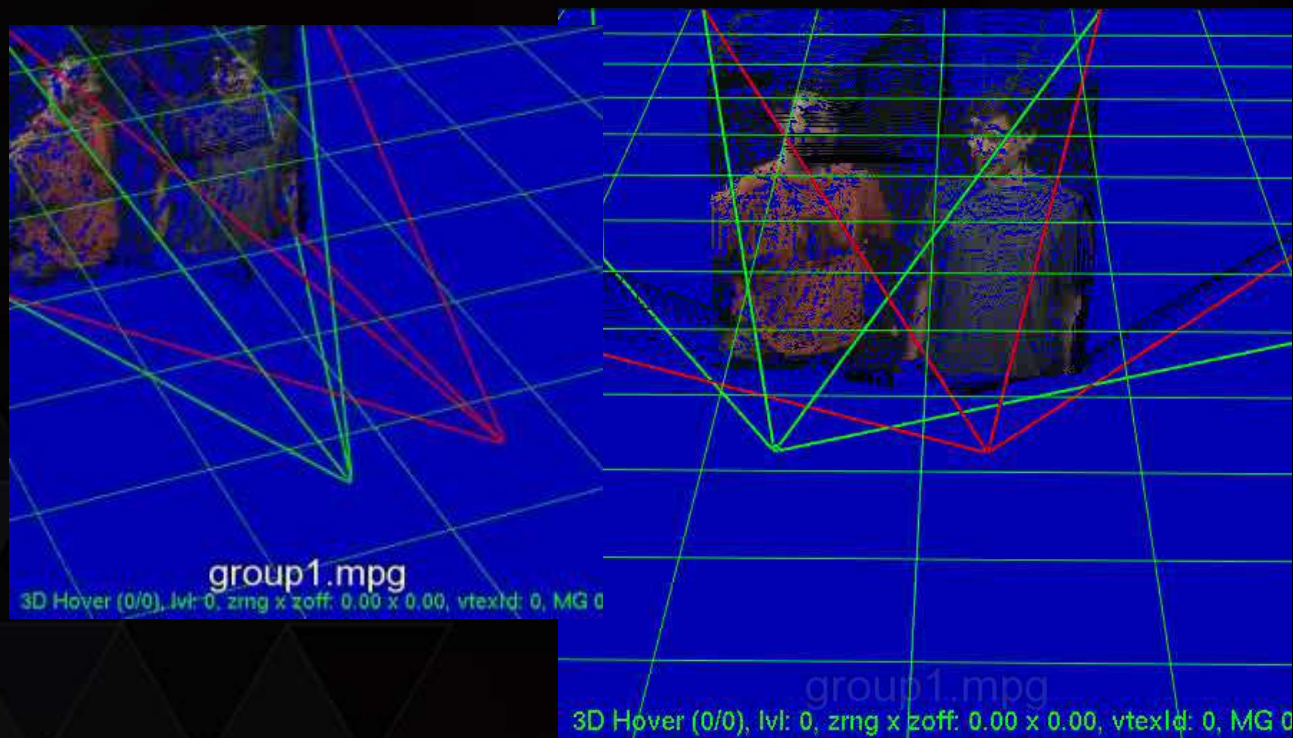 group1.mpg
3D Hover (0/0), lvl: 0, zrng x zoff: 0.00 x 0.00, vtexId: 0, MG 0
group1.mpg
3D Hover (0/0), lvl: 0, zrng x zoff: 0.00 x 0.00, vtexId: 0, MG 0